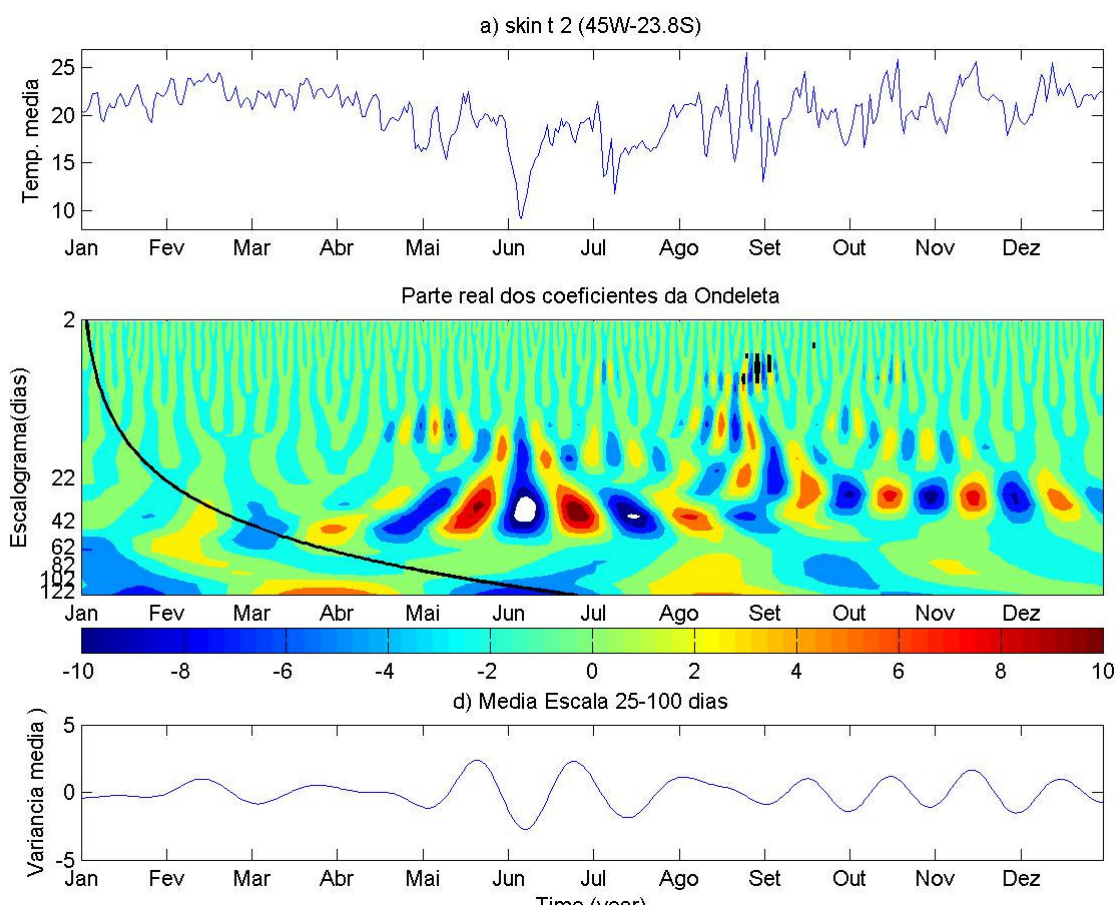 a) skin t 2 (45W-23.8S)
Temp. media
25
20
15
10
Jan Fev Mar Abr Mai Jun Jul Ago Set Out Nov Dez
Parte real dos coeficientes da Ondeleta
Escalograma(dias)
2
22
42
62
82
102
122
Jan Fev Mar Abr Mai Jun Jul Ago Set Out Nov Dez
-10 -8 -6 -4 -2 0 2 4 6 8 10
d) Media Escala 25-100 dias
Variancia media )
5
0
-5
Jan Fev Mar Abr Mai Jun Jul Ago Set Out Nov Dez
Time (year)